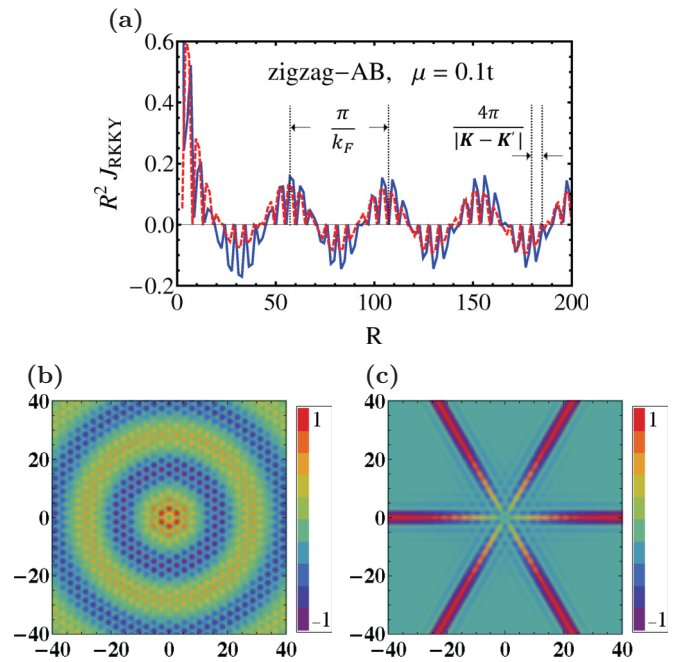 (a)
0.6
zigzag−AB, μ = 0.1t
0.4
π
k_F
4π
|K − K′|
R² J_RKKY
0.2
0.0
−0.2
0 50 100 150 200
R
(b) (c)
40 1 40 1
20 20
0 0
−20 −20
−40 −1 −40 −1
−40 −20 0 20 40 −40 −20 0 20 40